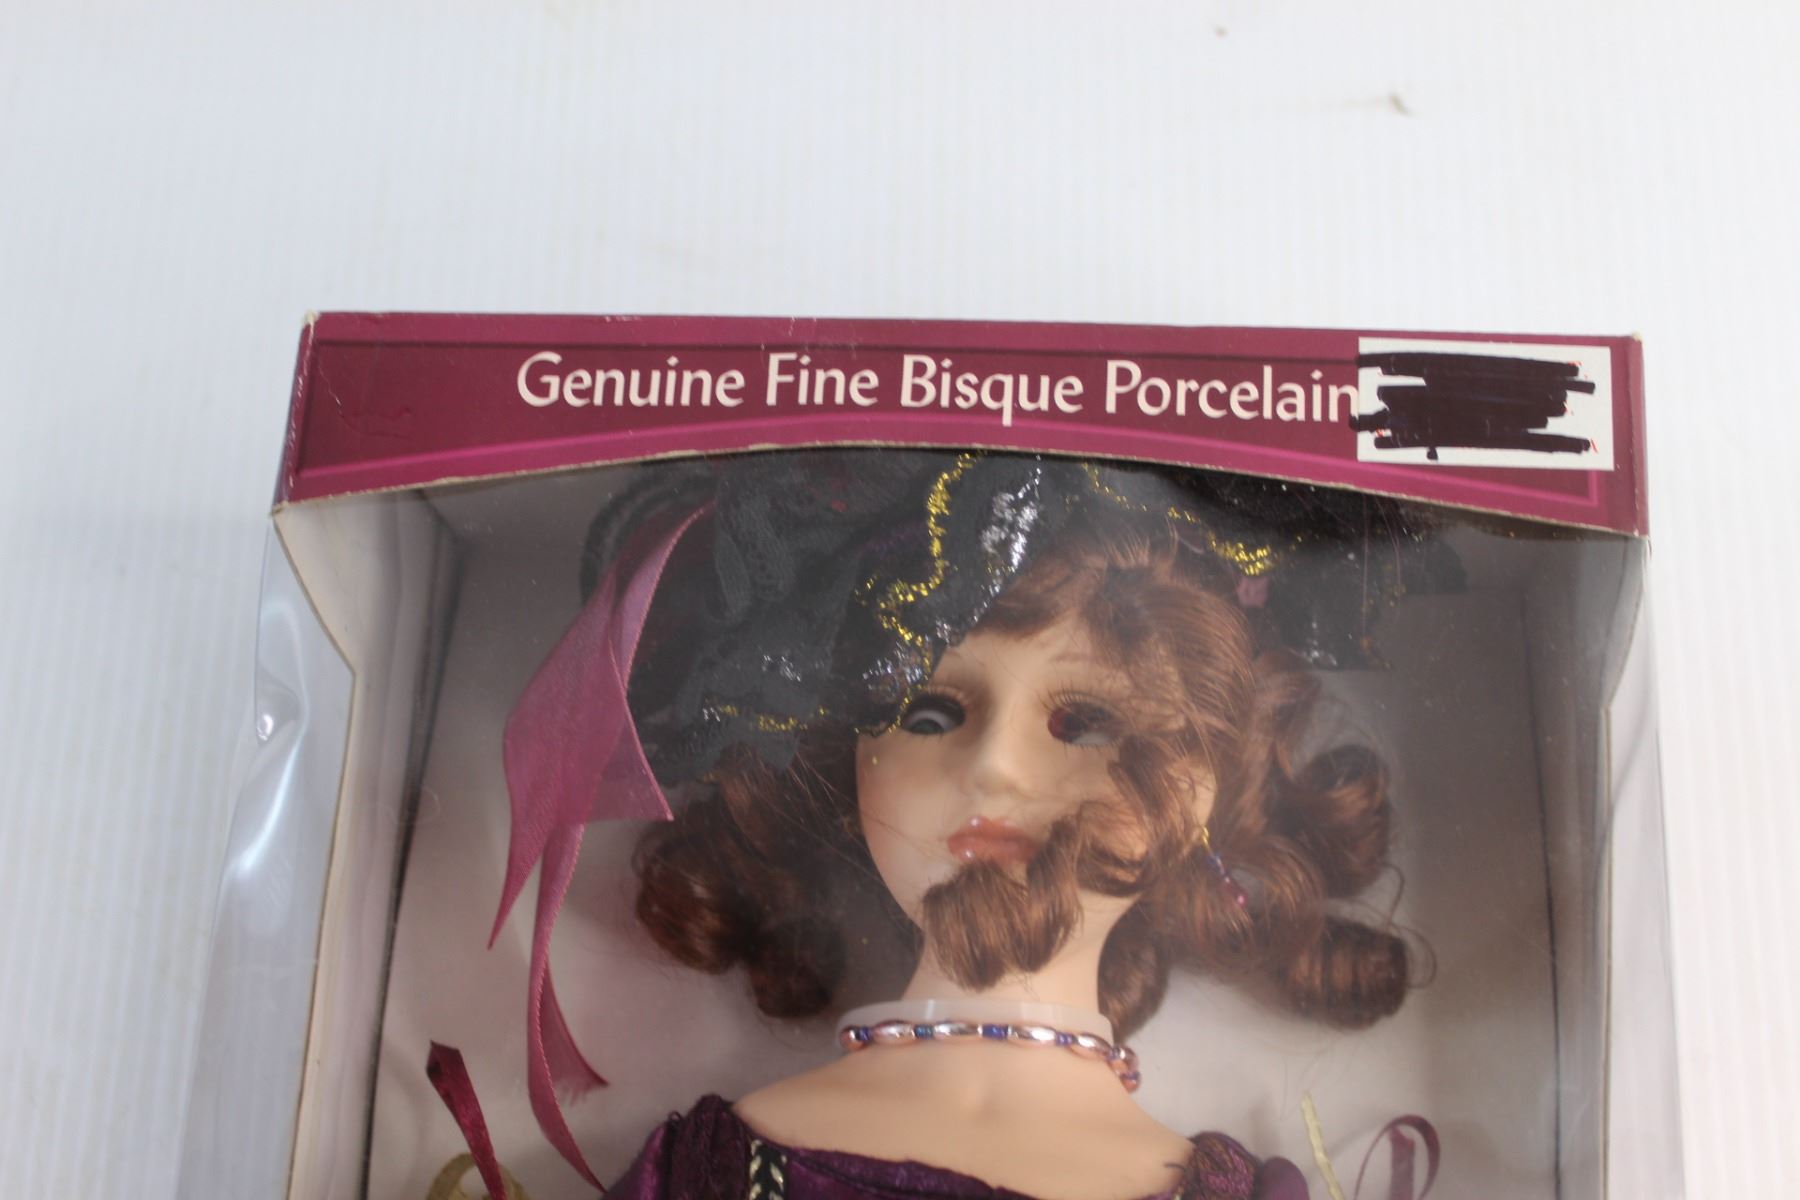 Genuine Fine Bisque Porcelain